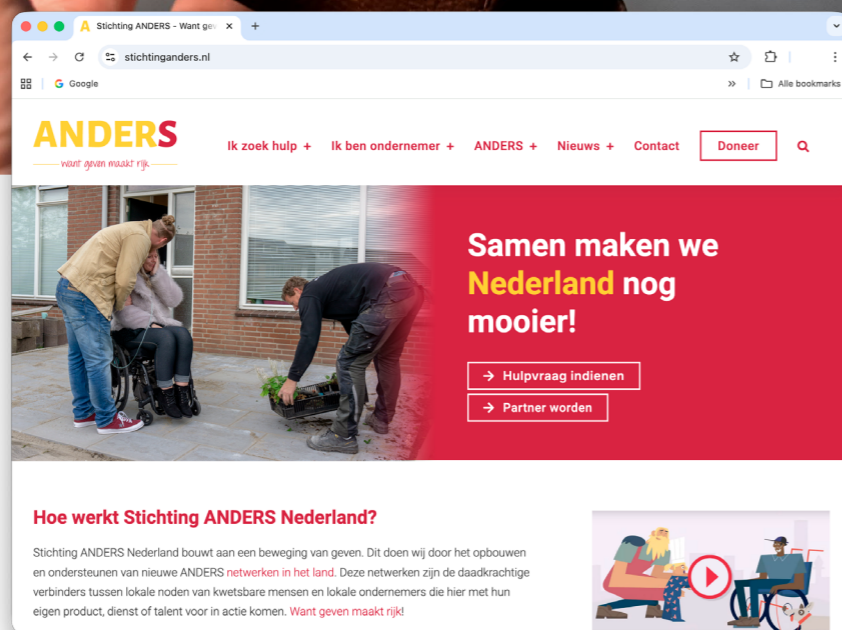 Stichting ANDERS - Want gev
stichtinganders.nl
Google
Alle bookmarks
ANDERS
want geven maakt rijk
Ik zoek hulp +
Ik ben ondernemer +
ANDERS +
Nieuws +
Contact
Doneer
Samen maken we
Nederland nog
mooier!
→ Hulpvraag indienen
→ Partner worden
Hoe werkt Stichting ANDERS Nederland?
Stichting ANDERS Nederland bouwt aan een beweging van geven. Dit doen wij door het opbouwen
en ondersteunen van nieuwe ANDERS netwerken in het land. Deze netwerken zijn de daadkrachtige
verbinders tussen lokale noden van kwetsbare mensen en lokale ondernemers die hier met hun
eigen product, dienst of talent voor in actie komen. Want geven maakt rijk!